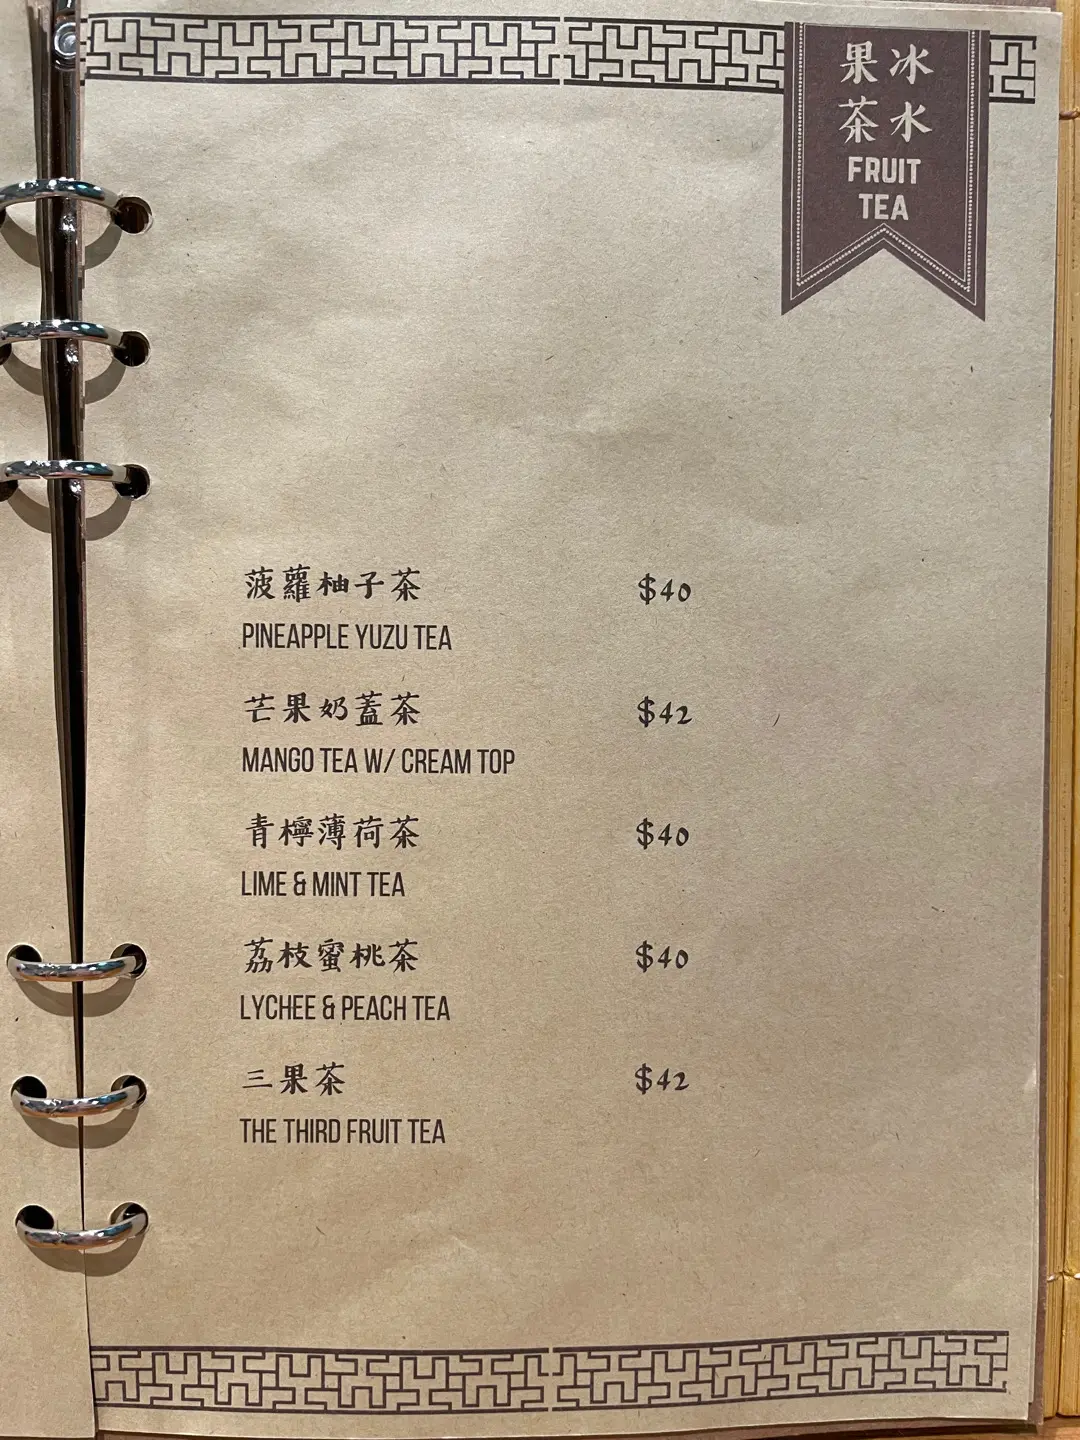 冰水
果茶
FRUIT
TEA
菠蘿柚子茶 $40
PINEAPPLE YUZU TEA
芒果奶蓋茶 $42
MANGO TEA W/ CREAM TOP
青檸薄荷茶 $40
LIME & MINT TEA
荔枝蜜桃茶 $40
LYCHEE & PEACH TEA
三果茶 $42
THE THIRD FRUIT TEA